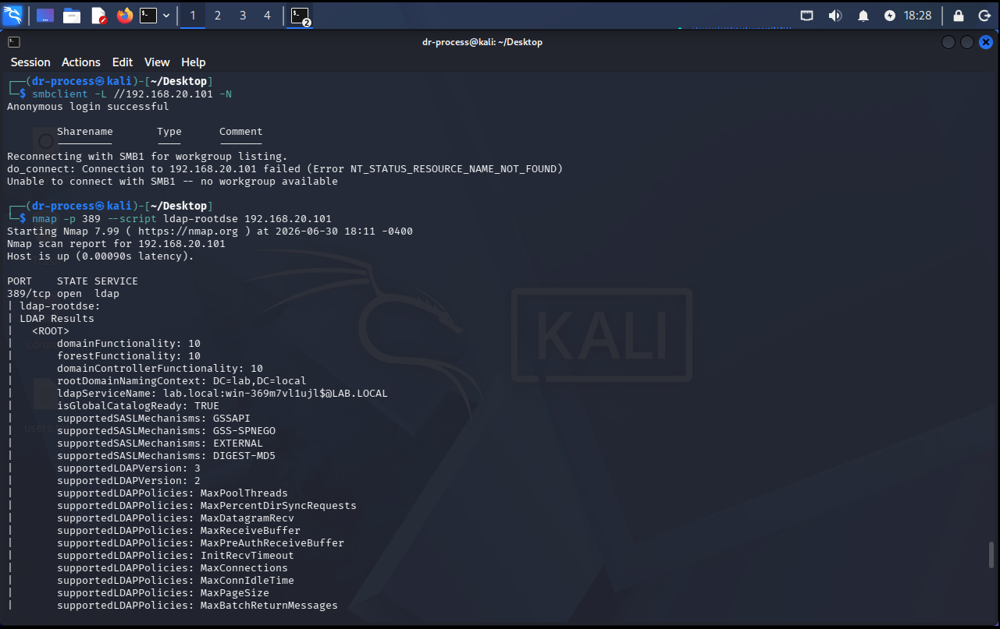 1 2 3 4 2 18:28
dr-process@kali: ~/Desktop
Session Actions Edit View Help
┌──(dr-process㉿kali)-[~/Desktop]
└─$ smbclient -L //192.168.20.101 -N
Anonymous login successful
Sharename Type Comment
--------- ---- -------
Reconnecting with SMB1 for workgroup listing.
do_connect: Connection to 192.168.20.101 failed (Error NT_STATUS_RESOURCE_NAME_NOT_FOUND)
Unable to connect with SMB1 -- no workgroup available
┌──(dr-process㉿kali)-[~/Desktop]
└─$ nmap -p 389 --script ldap-rootdse 192.168.20.101
Starting Nmap 7.99 ( https://nmap.org ) at 2026-06-30 18:11 -0400
Nmap scan report for 192.168.20.101
Host is up (0.00090s latency).
PORT STATE SERVICE
389/tcp open ldap
| ldap-rootdse:
| LDAP Results
| <ROOT>
| domainFunctionality: 10
| forestFunctionality: 10
| domainControllerFunctionality: 10
| rootDomainNamingContext: DC=lab,DC=local
| ldapServiceName: lab.local:win-369m7vl1ujl$@LAB.LOCAL
| isGlobalCatalogReady: TRUE
| supportedSASLMechanisms: GSSAPI
| supportedSASLMechanisms: GSS-SPNEGO
| supportedSASLMechanisms: EXTERNAL
| supportedSASLMechanisms: DIGEST-MD5
| supportedLDAPVersion: 3
| supportedLDAPVersion: 2
| supportedLDAPPolicies: MaxPoolThreads
| supportedLDAPPolicies: MaxPercentDirSyncRequests
| supportedLDAPPolicies: MaxDatagramRecv
| supportedLDAPPolicies: MaxReceiveBuffer
| supportedLDAPPolicies: MaxPreAuthReceiveBuffer
| supportedLDAPPolicies: InitRecvTimeout
| supportedLDAPPolicies: MaxConnections
| supportedLDAPPolicies: MaxConnIdleTime
| supportedLDAPPolicies: MaxPageSize
| supportedLDAPPolicies: MaxBatchReturnMessages
KALI